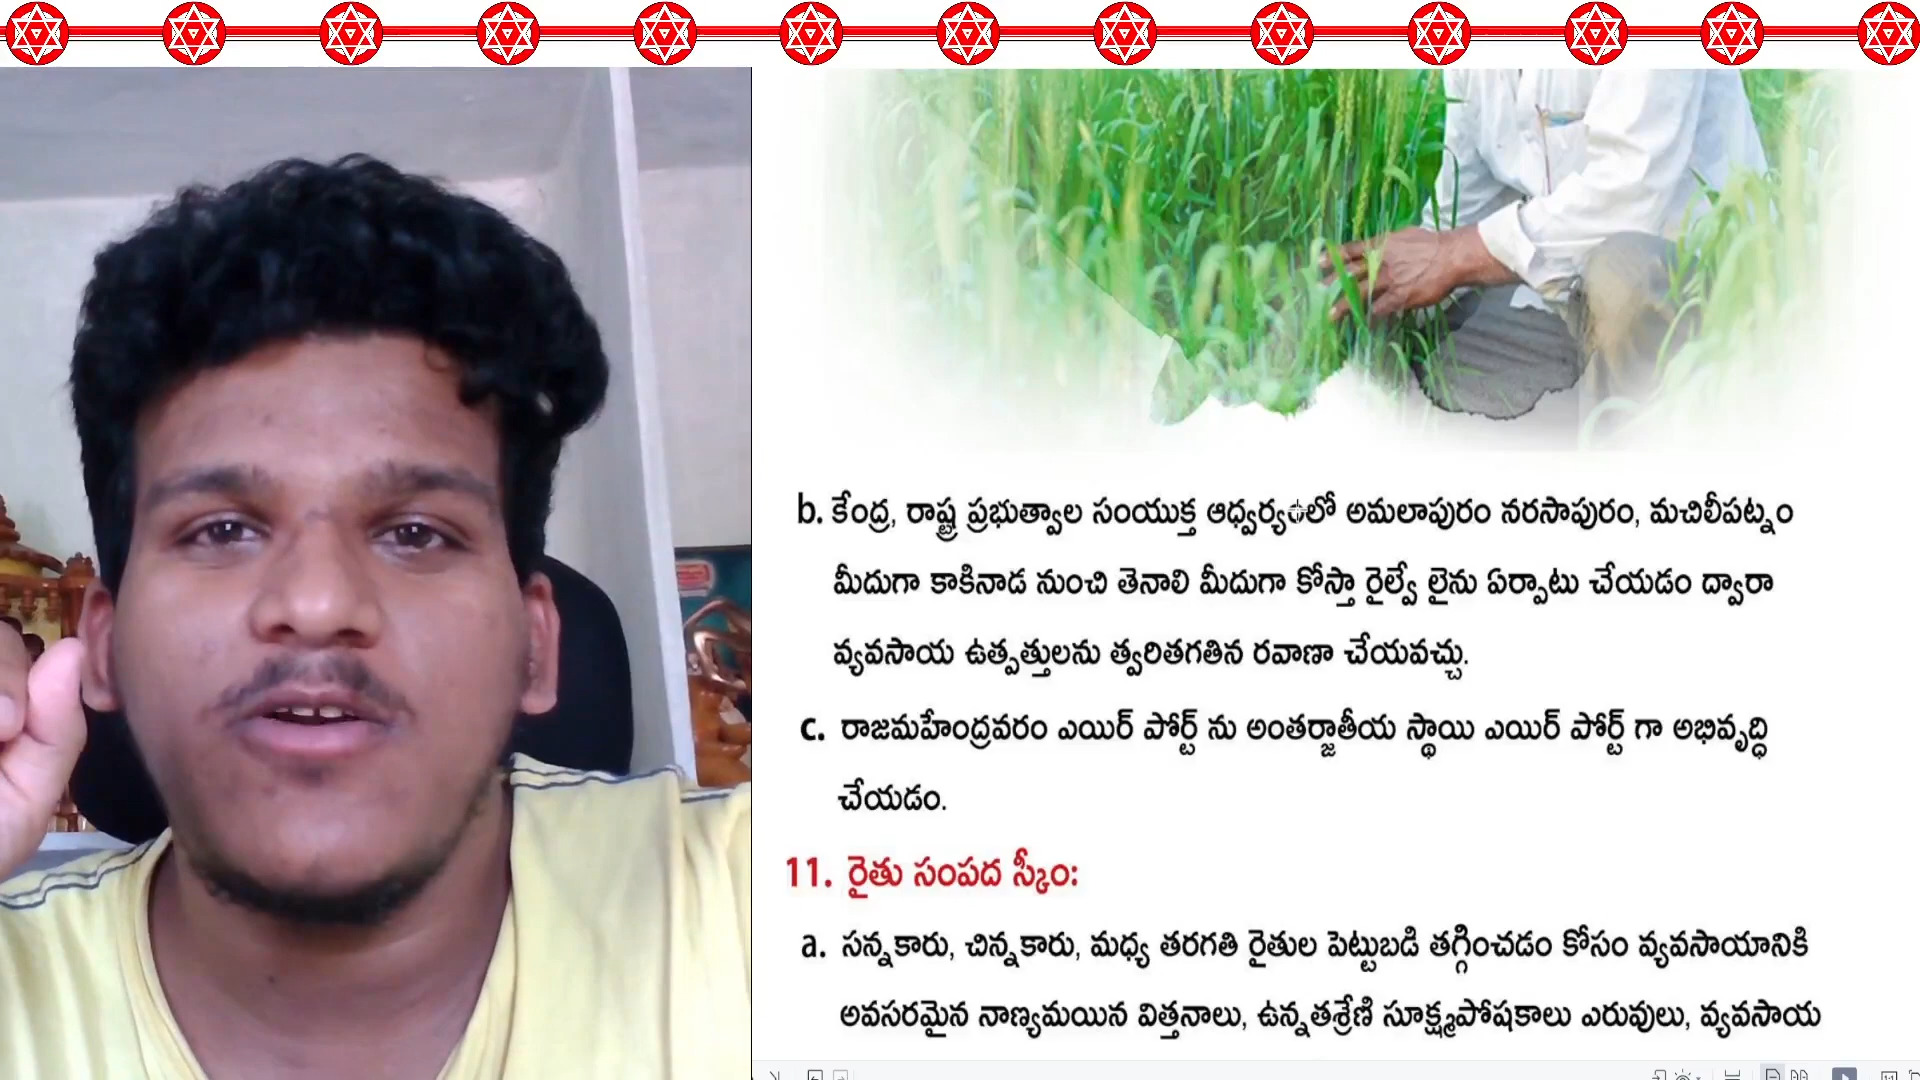 b. కేంద్ర, రాష్ట్ర ప్రభుత్వాల సంయుక్త ఆధ్వర్యంలో అమలాపురం నరసాపురం, మచిలీపట్నం
మీదుగా కాకినాడ నుంచి తెనాలి మీదుగా కోస్తా రైల్వే లైను ఏర్పాటు చేయడం ద్వారా
వ్యవసాయ ఉత్పత్తులను త్వరితగతిన రవాణా చేయవచ్చు.
c. రాజమహేంద్రవరం ఎయిర్ పోర్ట్ ను అంతర్జాతీయ స్థాయి ఎయిర్ పోర్ట్ గా అభివృద్ధి
చేయడం.
11. రైతు సంపద స్కీం:
a. సన్నకారు, చిన్నకారు, మధ్య తరగతి రైతుల పెట్టుబడి తగ్గించడం కోసం వ్యవసాయానికి
అవసరమైన నాణ్యమయిన విత్తనాలు, ఉన్నతశ్రేణి సూక్ష్మపోషకాలు ఎరువులు, వ్యవసాయ